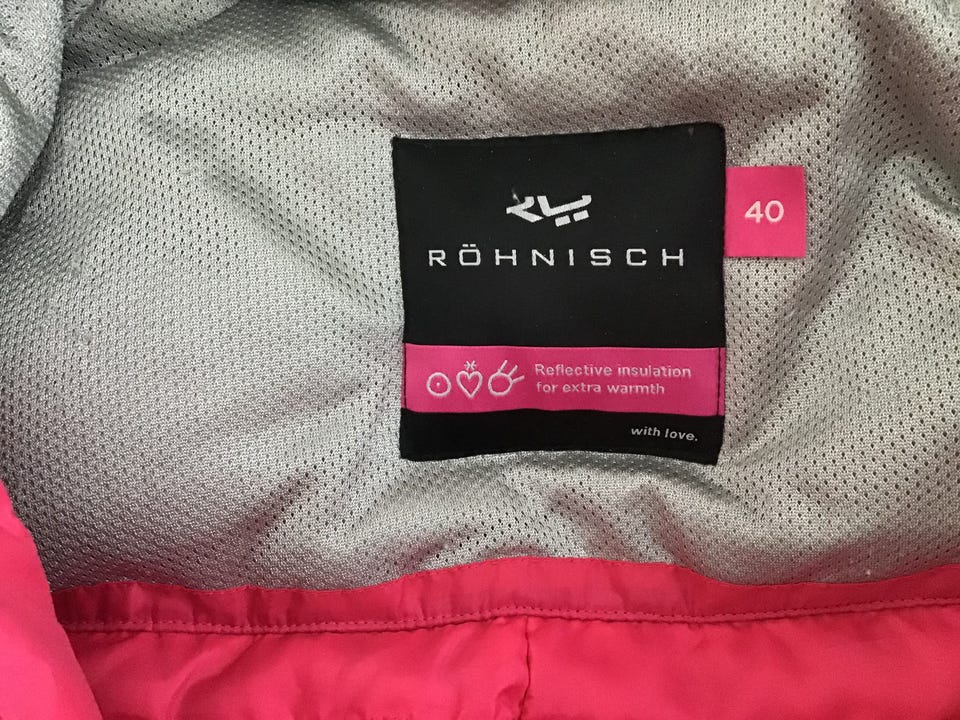 RÖHNISCH
40
Reflective insulation
for extra warmth
with love.